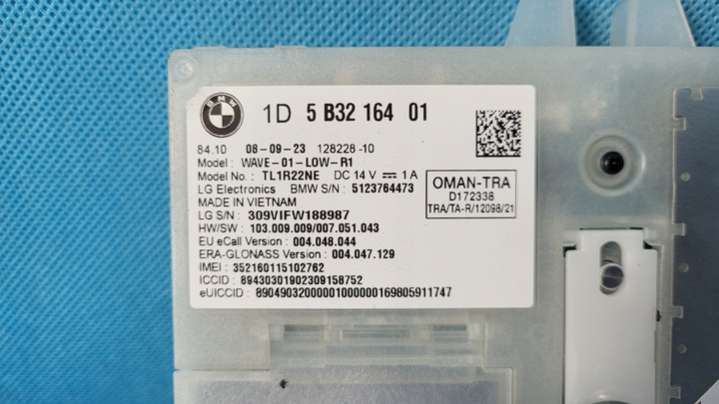 BMW
1D 5 B32 164 01
84.10 08-09-23 128228-10
Model: WAVE-01-LOW-R1
Model No.: TL1R22NE DC 14 V ⎓ 1 A
LG Electronics BMW S/N: 5123764473
MADE IN VIETNAM
LG S/N: 309VIFW188987
HW/SW: 103.009.009/007.051.043
EU eCall Version: 004.048.044
ERA-GLONASS Version: 004.047.129
IMEI: 352160115102762
ICCID: 89430301902309158752
eUICCID: 89049032000001000000169805911747
OMAN-TRA
D172338
TRA/TA-R/12098/21